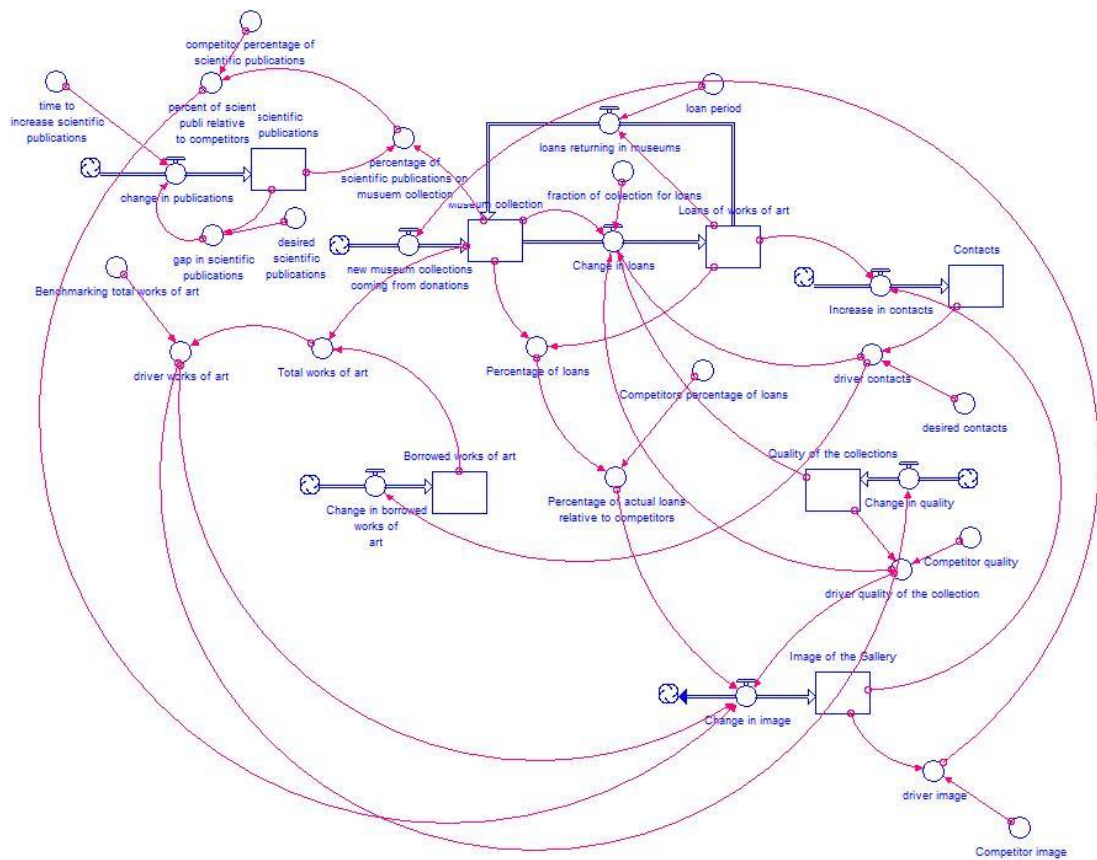 competitor percentage of
scientific publications
time to
increase scientific
publications
percent of scient
publi relative
to competitors
scientific
publications
change in publications
percentage of
scientific publications on
musuem collection
gap in scientific
publications
desired
scientific
publications
loan period
loans returning in museums
fraction of collection for loans
museum collection
Loans of works of art
new museum collections
coming from donations
Change in loans
Contacts
Increase in contacts
Benchmarking total works of art
driver works of art
Total works of art
Percentage of loans
Competitors percentage of loans
driver contacts
desired contacts
Borrowed works of art
Change in borrowed
works of
art
Percentage of actual loans
relative to competitors
Quality of the collections
Change in quality
Competitor quality
driver quality of the collection
Image of the Gallery
Change in image
driver image
Competitor image